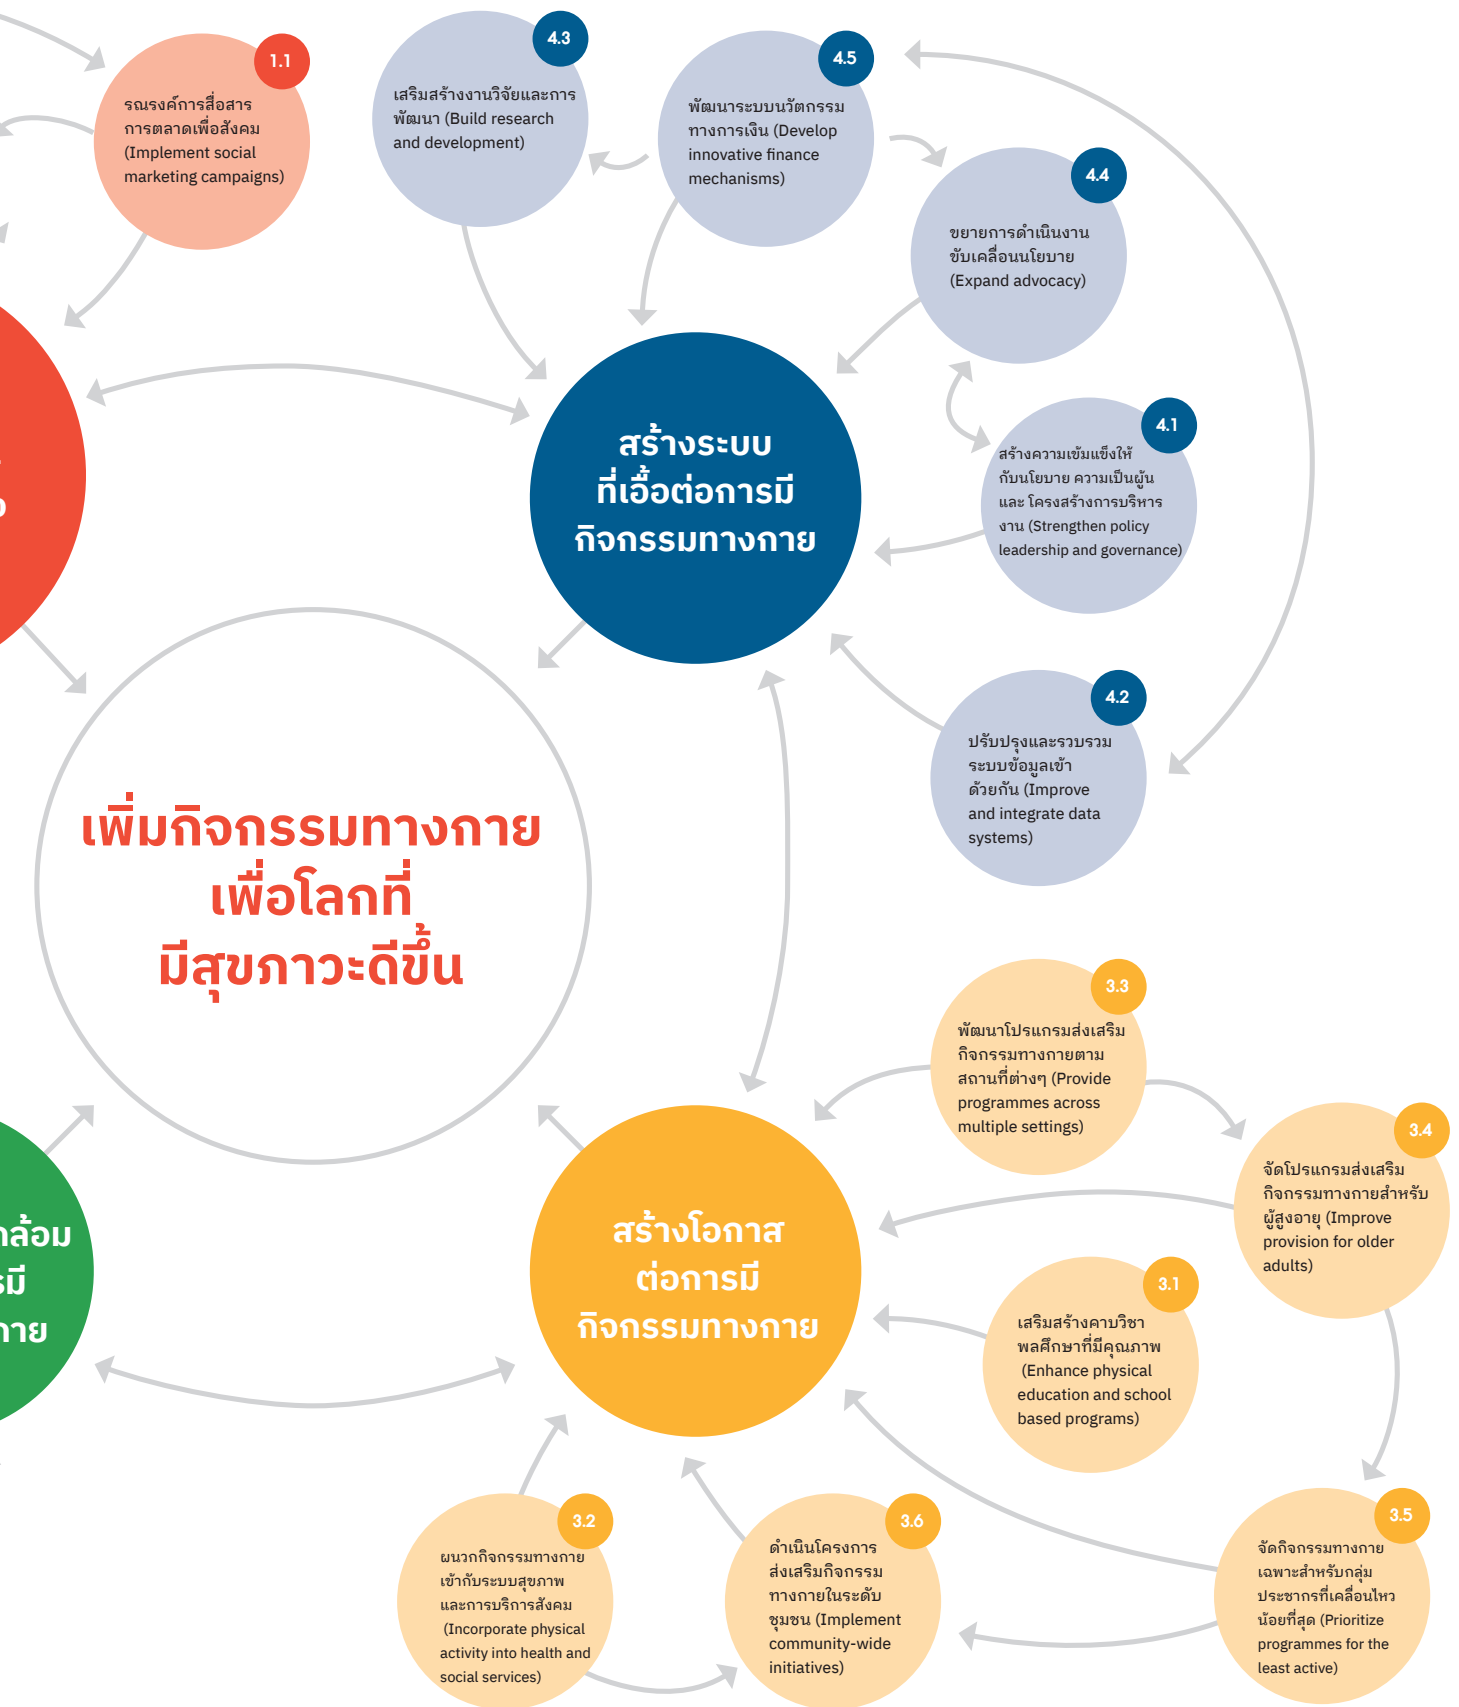 1.1
รณรงค์การสื่อสาร
การตลาดเพื่อสังคม
(Implement social
marketing campaigns)
4.3
เสริมสร้างงานวิจัยและการ
พัฒนา (Build research
and development)
4.5
พัฒนาระบบนวัตกรรม
ทางการเงิน (Develop
innovative finance
mechanisms)
4.4
ขยายการดำเนินงาน
ขับเคลื่อนนโยบาย
(Expand advocacy)
4.1
สร้างความเข้มแข็งให้
กับนโยบาย ความเป็นผู้น
และ โครงสร้างการบริหาร
งาน (Strengthen policy
leadership and governance)
สร้างระบบ
ที่เอื้อต่อการมี
กิจกรรมทางกาย
4.2
ปรับปรุงและรวบรวม
ระบบข้อมูลเข้า
ด้วยกัน (Improve
and integrate data
systems)
เพิ่มกิจกรรมทางกาย
เพื่อโลกที่
มีสุขภาวะดีขึ้น
3.3
พัฒนาโปรแกรมส่งเสริม
กิจกรรมทางกายตาม
สถานที่ต่างๆ (Provide
programmes across
multiple settings)
3.4
จัดโปรแกรมส่งเสริม
กิจกรรมทางกายสำหรับ
ผู้สูงอายุ (Improve
provision for older
adults)
ล้อม
มี
กาย
สร้างโอกาส
ต่อการมี
กิจกรรมทางกาย
3.1
เสริมสร้างคาบวิชา
พลศึกษาที่มีคุณภาพ
(Enhance physical
education and school
based programs)
3.2
ผนวกกิจกรรมทางกาย
เข้ากับระบบสุขภาพ
และการบริการสังคม
(Incorporate physical
activity into health and
social services)
3.6
ดำเนินโครงการ
ส่งเสริมกิจกรรม
ทางกายในระดับ
ชุมชน (Implement
community-wide
initiatives)
3.5
จัดกิจกรรมทางกาย
เฉพาะสำหรับกลุ่ม
ประชากรที่เคลื่อนไหว
น้อยที่สุด (Prioritize
programmes for the
least active)